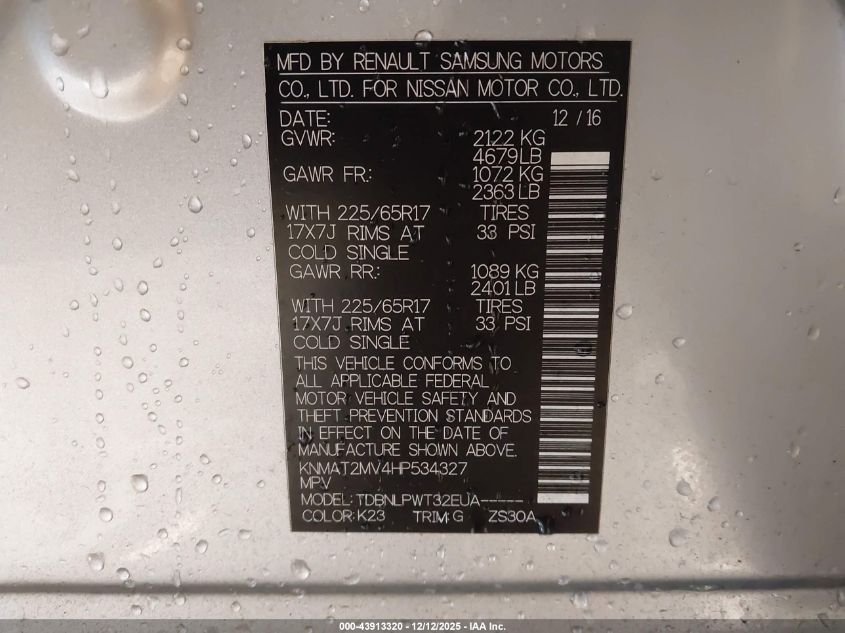 MFD BY RENAULT SAMSUNG MOTORS
CO., LTD. FOR NISSAN MOTOR CO., LTD.
DATE: 12 / 16
GVWR: 2122 KG
4679 LB
GAWR FR.: 1072 KG
2363 LB
WITH 225/65R17 TIRES
17X7J RIMS AT 33 PSI
COLD SINGLE
GAWR RR.: 1089 KG
2401 LB
WITH 225/65R17 TIRES
17X7J RIMS AT 33 PSI
COLD SINGLE
THIS VEHICLE CONFORMS TO
ALL APPLICABLE FEDERAL
MOTOR VEHICLE SAFETY AND
THEFT PREVENTION STANDARDS
IN EFFECT ON THE DATE OF
MANUFACTURE SHOWN ABOVE.
KNMAT2MV4HP534327
MPV
MODEL: TDBNLPWT32EUA-----
COLOR: K23 TRIM: G ZS30A
000-43913320 - 12/12/2025 - IAA Inc.